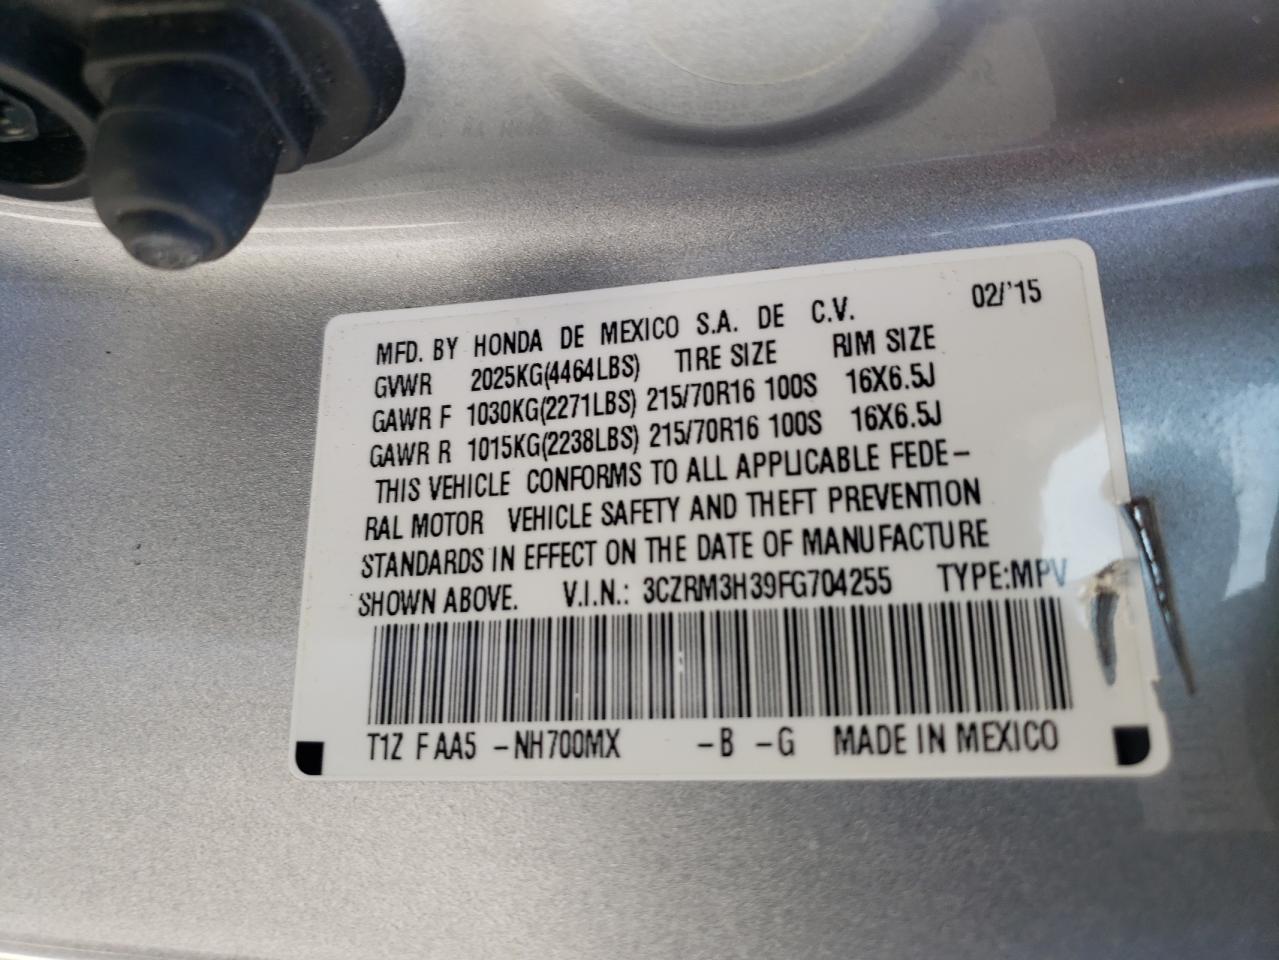 02/'15
MFD. BY HONDA DE MEXICO S.A. DE C.V.
GVWR 2025KG(4464LBS) TIRE SIZE RIM SIZE
GAWR F 1030KG(2271LBS) 215/70R16 100S 16X6.5J
GAWR R 1015KG(2238LBS) 215/70R16 100S 16X6.5J
THIS VEHICLE CONFORMS TO ALL APPLICABLE FEDE-
RAL MOTOR VEHICLE SAFETY AND THEFT PREVENTION
STANDARDS IN EFFECT ON THE DATE OF MANUFACTURE
SHOWN ABOVE. V.I.N.: 3CZRM3H39FG704255 TYPE:MPV
T1Z FAA5 -NH700MX -B -G MADE IN MEXICO